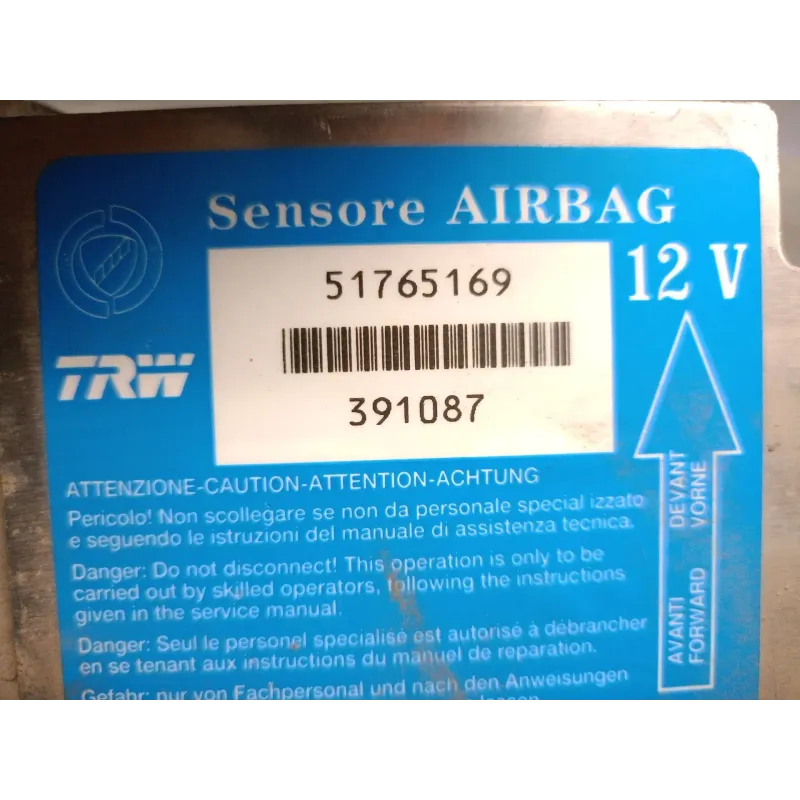 Sensore AIRBAG
51765169
12 V
TRW
391087
ATTENZIONE-CAUTION-ATTENTION-ACHTUNG
Pericolo! Non scollegare se non da personale specializzato
e seguendo le istruzioni del manuale di assistenza tecnica.
Danger: Do not disconnect! This operation is only to be
carried out by skilled operators, following the instructions
given in the service manual.
Danger: Seul le personel specialisé est autorisé à débrancher
en se tenant aux instructions du manuel de reparation.
Gefahr: nur von Fachpersonal und nach den Anweisungen
AVANTI DEVANT
FORWARD VORNE